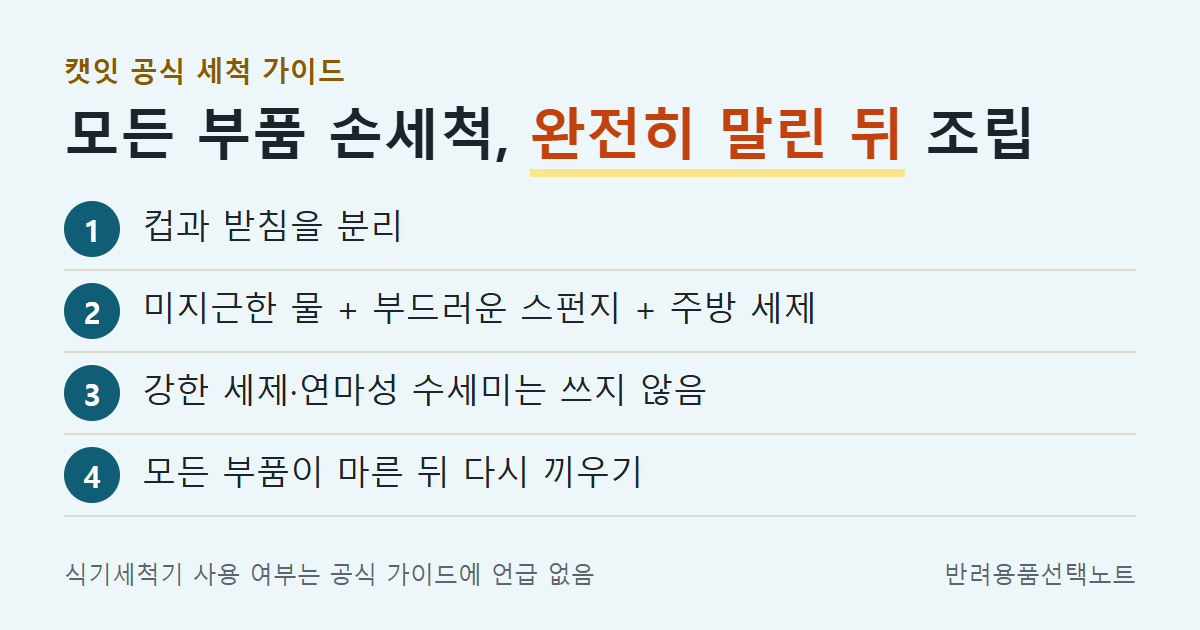 캣잇 공식 세척 가이드
모든 부품 손세척, 완전히 말린 뒤 조립
1 컵과 받침을 분리
2 미지근한 물 + 부드러운 스펀지 + 주방 세제
3 강한 세제·연마성 수세미는 쓰지 않음
4 모든 부품이 마른 뒤 다시 끼우기
식기세척기 사용 여부는 공식 가이드에 언급 없음
반려용품선택노트